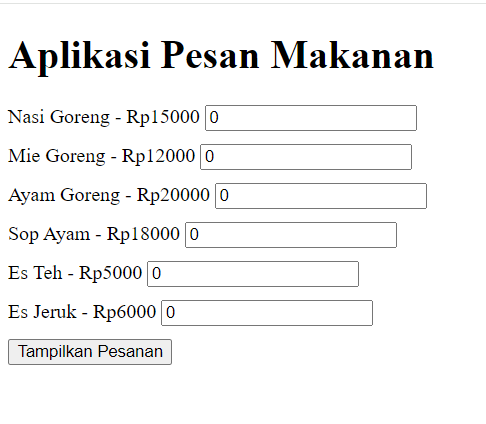 Aplikasi Pesan Makanan
Nasi Goreng - Rp15000 0
Mie Goreng - Rp12000 0
Ayam Goreng - Rp20000 0
Sop Ayam - Rp18000 0
Es Teh - Rp5000 0
Es Jeruk - Rp6000 0
Tampilkan Pesanan